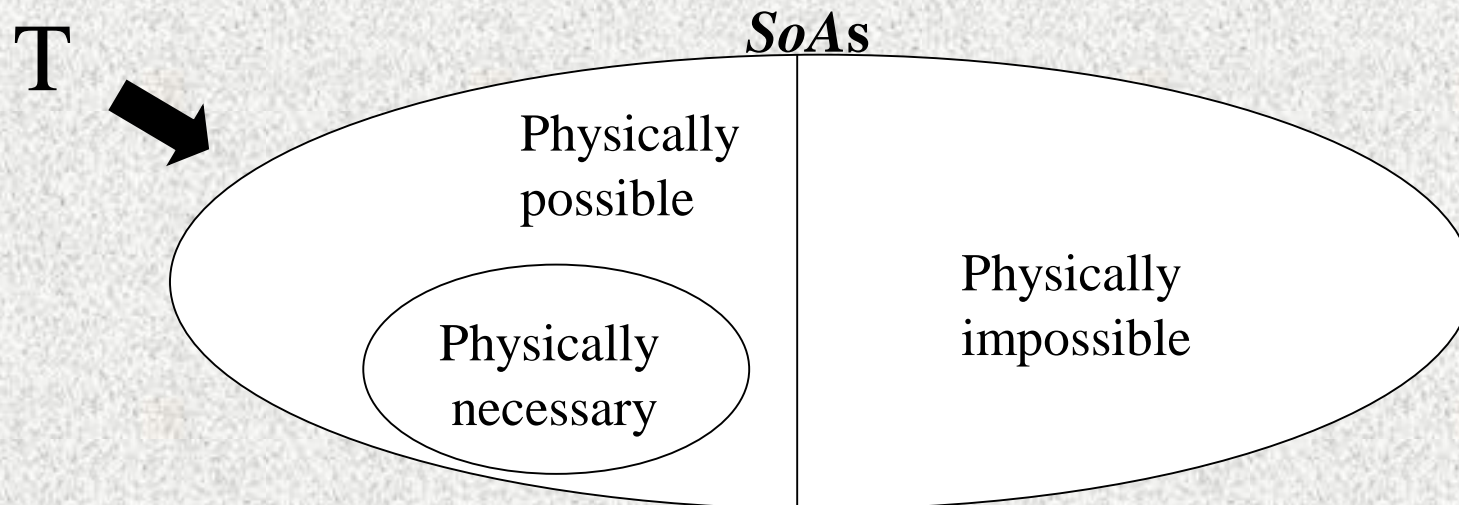 T
SoAs
Physically
possible
Physically
necessary
Physically
impossible